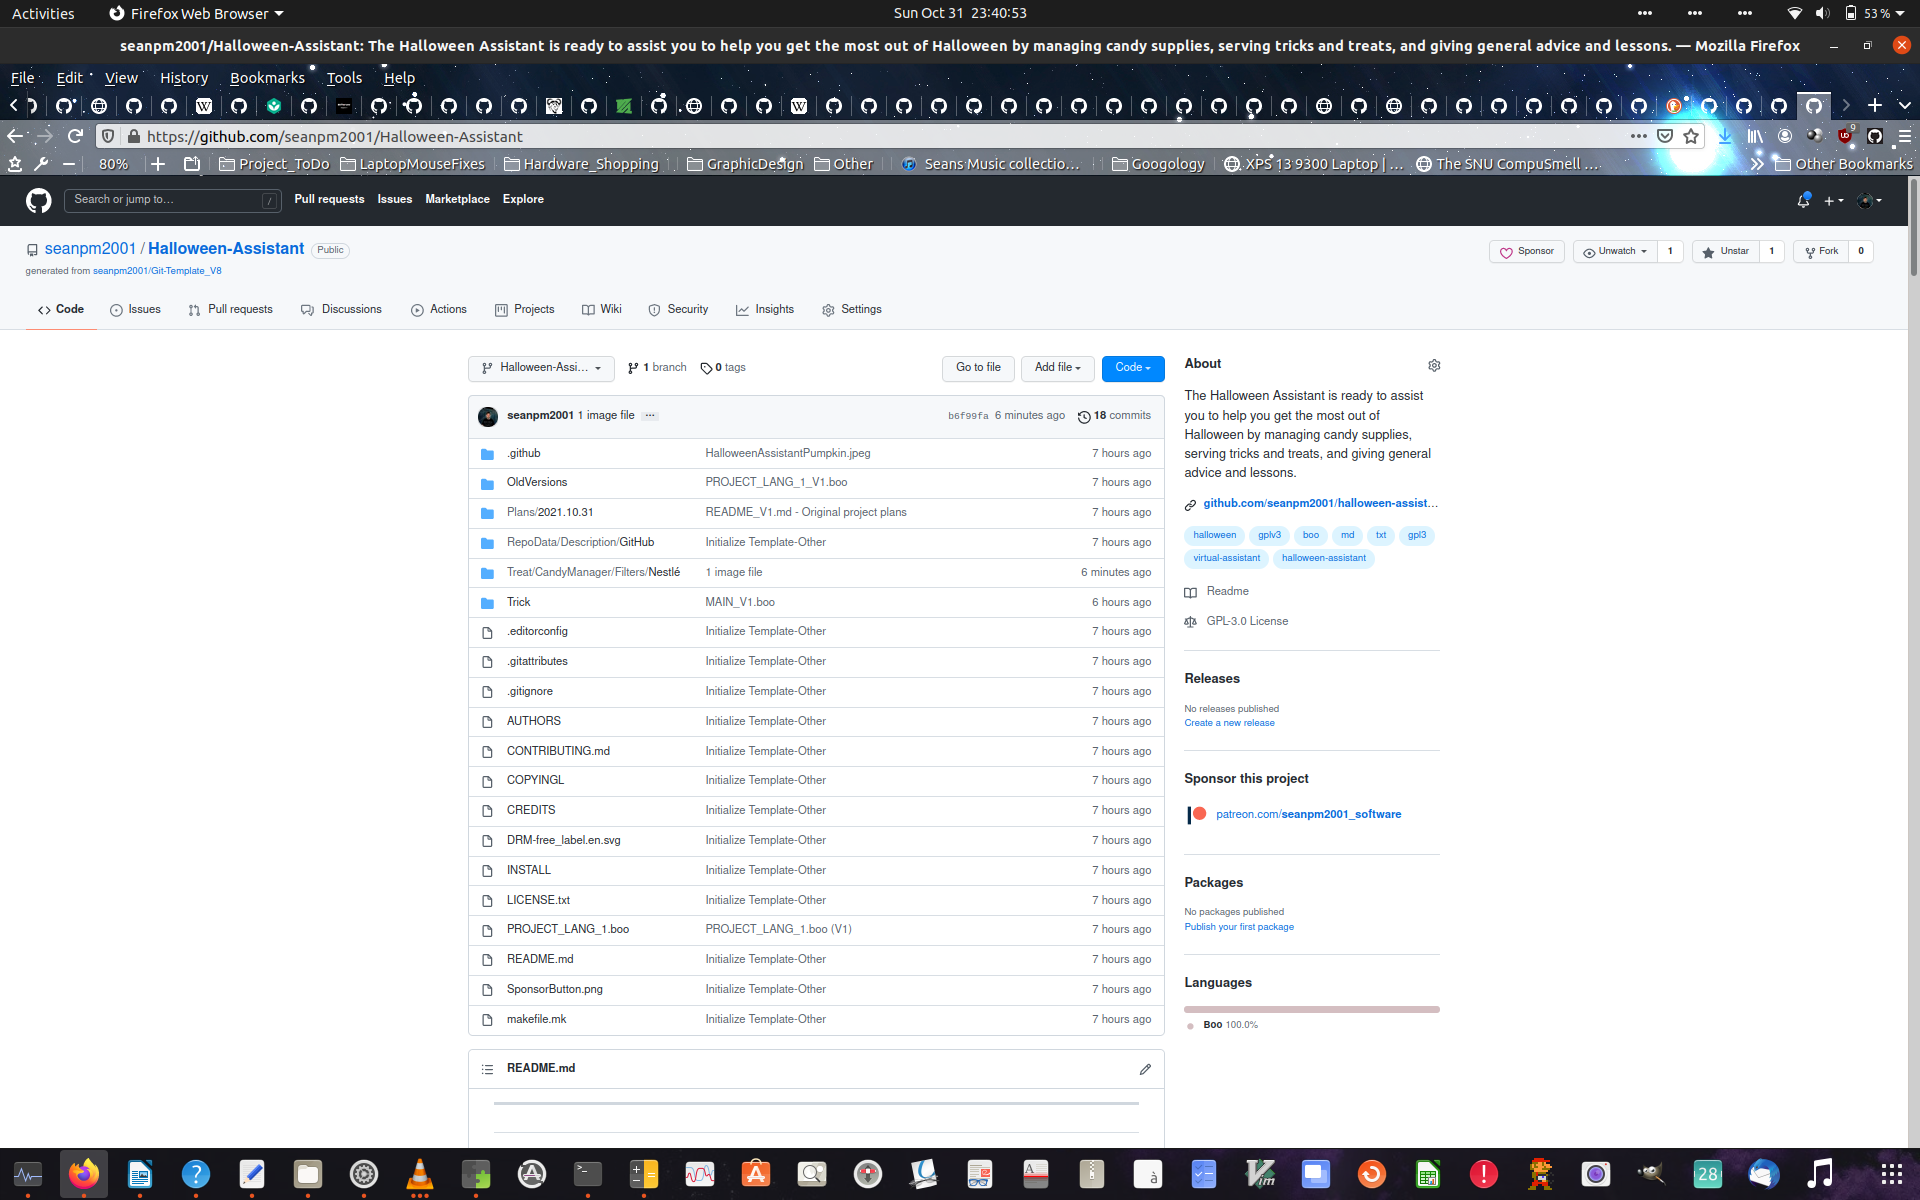 Activities Firefox Web Browser Sun Oct 31 23:40:53 53 %
seanpm2001/Halloween-Assistant: The Halloween Assistant is ready to assist you to help you get the most out of Halloween by managing candy supplies, serving tricks and treats, and giving general advice and lessons. — Mozilla Firefox
File Edit View History Bookmarks Tools Help
https://github.com/seanpm2001/Halloween-Assistant
80% Project_ToDo LaptopMouseFixes Hardware_Shopping GraphicDesign Other Seans Music collectio… Googology XPS 13 9300 Laptop | … The SNU CompuSmell … Other Bookmarks
Search or jump to… / Pull requests Issues Marketplace Explore
seanpm2001 / Halloween-Assistant Public Sponsor Unwatch 1 Unstar 1 Fork 0
generated from seanpm2001/Git-Template_V8
Code Issues Pull requests Discussions Actions Projects Wiki Security Insights Settings
Halloween-Assi… 1 branch 0 tags Go to file Add file Code
seanpm2001 1 image file … b6f99fa 6 minutes ago 18 commits
.github HalloweenAssistantPumpkin.jpeg 7 hours ago
OldVersions PROJECT_LANG_1_V1.boo 7 hours ago
Plans/2021.10.31 README_V1.md - Original project plans 7 hours ago
RepoData/Description/GitHub Initialize Template-Other 7 hours ago
Treat/CandyManager/Filters/Nestlé 1 image file 6 minutes ago
Trick MAIN_V1.boo 6 hours ago
.editorconfig Initialize Template-Other 7 hours ago
.gitattributes Initialize Template-Other 7 hours ago
.gitignore Initialize Template-Other 7 hours ago
AUTHORS Initialize Template-Other 7 hours ago
CONTRIBUTING.md Initialize Template-Other 7 hours ago
COPYINGL Initialize Template-Other 7 hours ago
CREDITS Initialize Template-Other 7 hours ago
DRM-free_label.en.svg Initialize Template-Other 7 hours ago
INSTALL Initialize Template-Other 7 hours ago
LICENSE.txt Initialize Template-Other 7 hours ago
PROJECT_LANG_1.boo PROJECT_LANG_1.boo (V1) 7 hours ago
README.md Initialize Template-Other 7 hours ago
SponsorButton.png Initialize Template-Other 7 hours ago
makefile.mk Initialize Template-Other 7 hours ago
README.md
About
The Halloween Assistant is ready to assist
you to help you get the most out of
Halloween by managing candy supplies,
serving tricks and treats, and giving general
advice and lessons.
github.com/seanpm2001/halloween-assist…
halloween gplv3 boo md txt gpl3
virtual-assistant halloween-assistant
Readme
GPL-3.0 License
Releases
No releases published
Create a new release
Sponsor this project
patreon.com/seanpm2001_software
Packages
No packages published
Publish your first package
Languages
Boo 100.0%
28